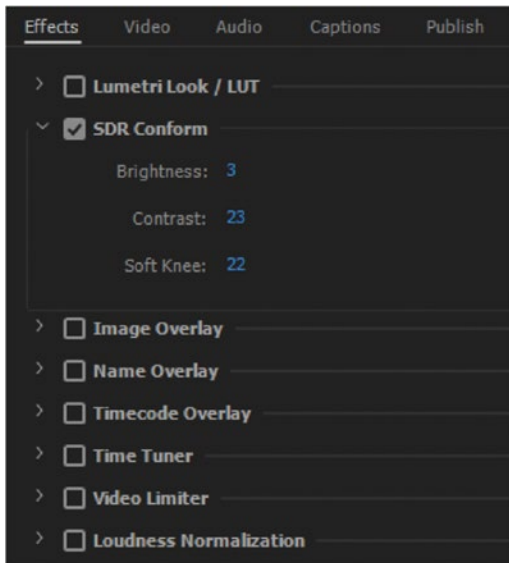 Effects Video Audio Captions Publish
Lumetri Look / LUT
SDR Conform
Brightness: 3
Contrast: 23
Soft Knee: 22
Image Overlay
Name Overlay
Timecode Overlay
Time Tuner
Video Limiter
Loudness Normalization